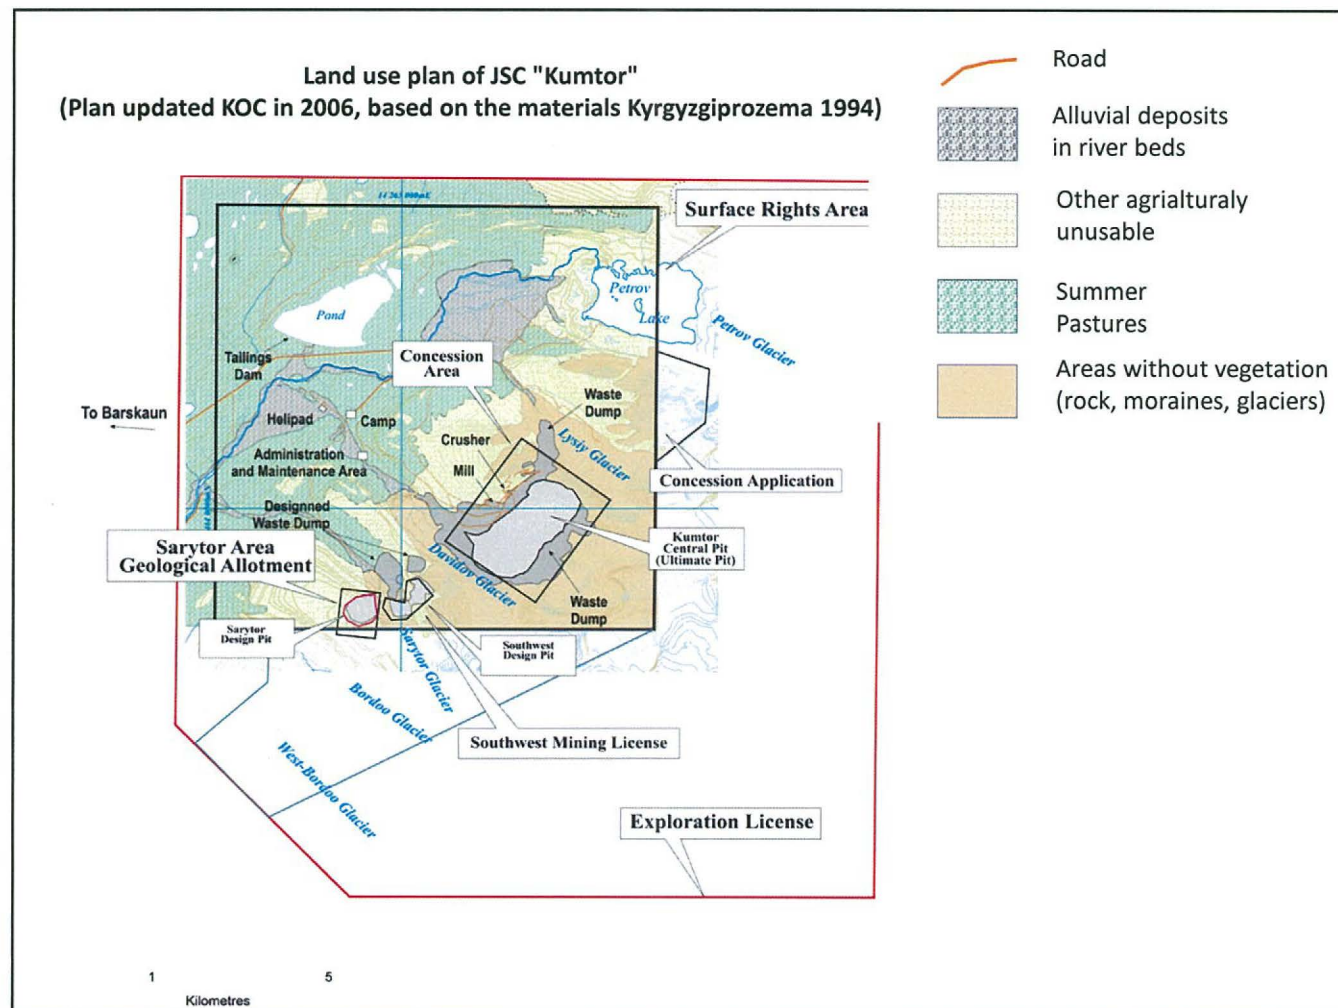 Land use plan of JSC "Kumtor"
(Plan updated KOC in 2006, based on the materials Kyrgyzgiprozema 1994)
Road
Alluvial deposits
in river beds
Other agrialturaly
unusable
Summer
Pastures
Areas without vegetation
(rock, moraines, glaciers)
Surface Rights Area
Petrov
Lake
Petrov Glacier
Pond
Tailings
Dam
Concession
Area
To Barskaun
Helipad
Camp
Waste
Dump
Crusher
Mill
Lysiy Glacier
Administration
and Maintenance Area
Concession Application
Designned
Waste Dump
Sarytor Area
Geological Allotment
Davidov Glacier
Kumtor
Central Pit
(Ultimate Pit)
Waste
Dump
Sarytor
Design Pit
Southwest
Design Pit
Sarytor Glacier
Bordoo Glacier
Southwest Mining License
West-Bordoo Glacier
Exploration License
1
5
Kilometres